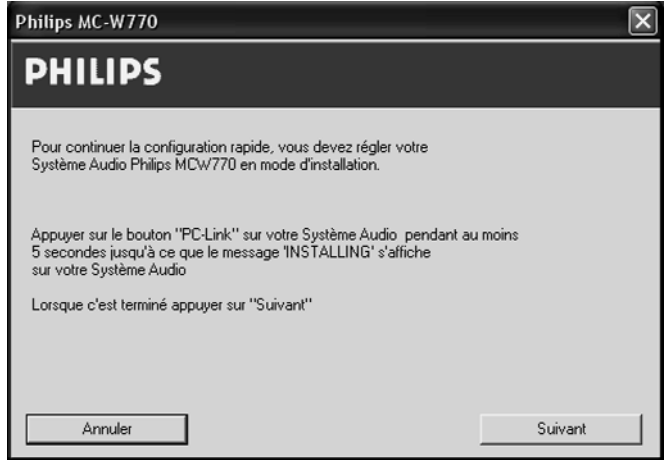 Philips MC-W770
PHILIPS
Pour continuer la configuration rapide, vous devez régler votre
Système Audio Philips MCW770 en mode d'installation.
Appuyer sur le bouton "PC-Link" sur votre Système Audio pendant au moins
5 secondes jusqu'à ce que le message 'INSTALLING' s'affiche
sur votre Système Audio
Lorsque c'est terminé appuyer sur "Suivant"
Annuler
Suivant